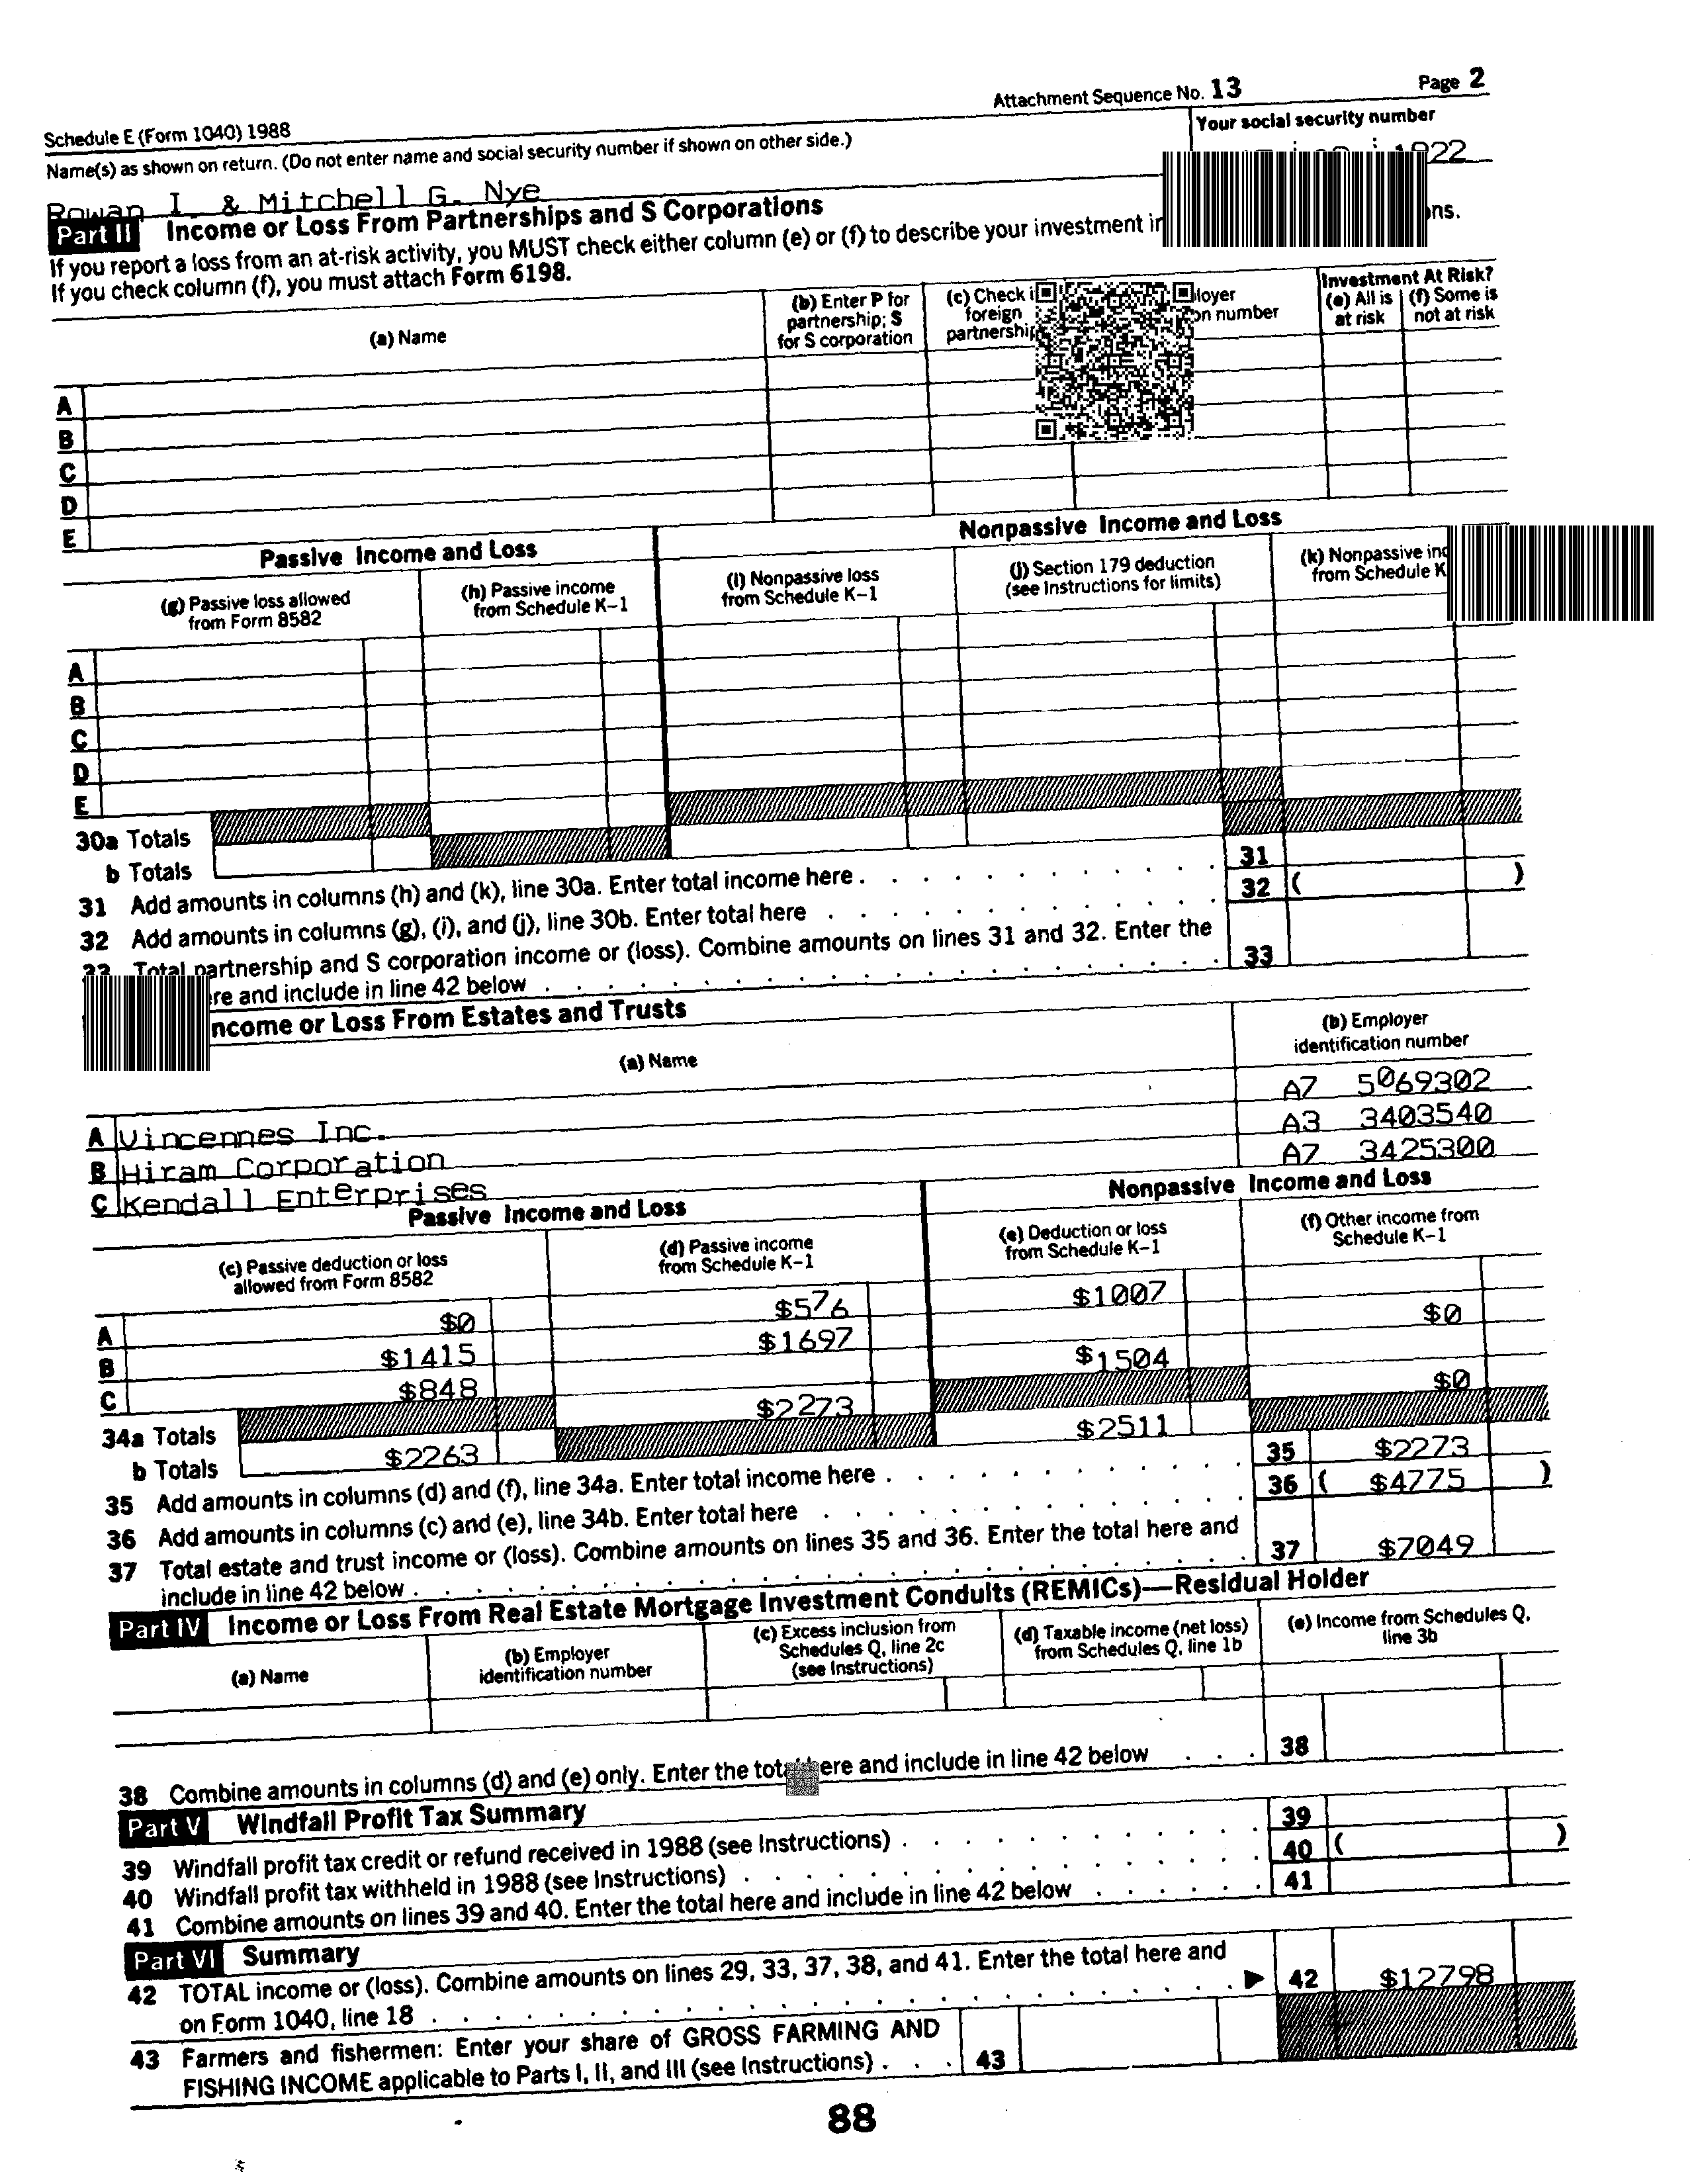 Attachment Sequence No. 13 Page 2
Schedule E (Form 1040) 1988
Name(s) as shown on return. (Do not enter name and social security number if shown on other side.)
Your social security number
1922
Rowan I. & Mitchell G. Nye
Part II Income or Loss From Partnerships and S Corporations
If you report a loss from an at-risk activity, you MUST check either column (e) or (f) to describe your investment in
If you check column (f), you must attach Form 6198.
(a) Name
(b) Enter P for partnership; S for S corporation
(c) Check foreign partnership
number
Investment At Risk?
(e) All is at risk
(f) Some is not at risk
A
B
C
D
E
Passive Income and Loss
Nonpassive Income and Loss
(g) Passive loss allowed from Form 8582
(h) Passive income from Schedule K-1
(i) Nonpassive loss from Schedule K-1
(j) Section 179 deduction (see Instructions for limits)
(k) Nonpassive from Schedule
A
B
C
D
E
30a Totals
b Totals
31 Add amounts in columns (h) and (k), line 30a. Enter total income here . 31
32 Add amounts in columns (g), (i), and (j), line 30b. Enter total here 32 ( )
Total partnership and S corporation income or (loss). Combine amounts on lines 31 and 32. Enter the
and include in line 42 below 33
Income or Loss From Estates and Trusts
(a) Name
(b) Employer identification number
A Vincennes Inc. A7 5069302
B Hiram Corporation A3 3403540
C Kendall Enterprises A7 3425300
Passive Income and Loss
Nonpassive Income and Loss
(c) Passive deduction or loss allowed from Form 8582
(d) Passive income from Schedule K-1
(e) Deduction or loss from Schedule K-1
(f) Other income from Schedule K-1
A $0 $576 $1007 $0
B $1415 $1697
C $848 $1504
34a Totals $2273 $0
b Totals $2263 $2511
35 Add amounts in columns (d) and (f), line 34a. Enter total income here . 35 $2273
36 Add amounts in columns (c) and (e), line 34b. Enter total here 36 ( $4775 )
37 Total estate and trust income or (loss). Combine amounts on lines 35 and 36. Enter the total here and
include in line 42 below . 37 $7049
Part IV Income or Loss From Real Estate Mortgage Investment Conduits (REMICs)—Residual Holder
(a) Name
(b) Employer identification number
(c) Excess inclusion from Schedules Q, line 2c (see Instructions)
(d) Taxable income (net loss) from Schedules Q, line 1b
(e) Income from Schedules Q, line 3b
38 Combine amounts in columns (d) and (e) only. Enter the total here and include in line 42 below 38
Part V Windfall Profit Tax Summary
39 Windfall profit tax credit or refund received in 1988 (see Instructions) . 39
40 Windfall profit tax withheld in 1988 (see Instructions) 40 ( )
41 Combine amounts on lines 39 and 40. Enter the total here and include in line 42 below 41
Part VI Summary
42 TOTAL income or (loss). Combine amounts on lines 29, 33, 37, 38, and 41. Enter the total here and
on Form 1040, line 18 42 $12798
43 Farmers and fishermen: Enter your share of GROSS FARMING AND
FISHING INCOME applicable to Parts I, II, and III (see Instructions) . 43
88